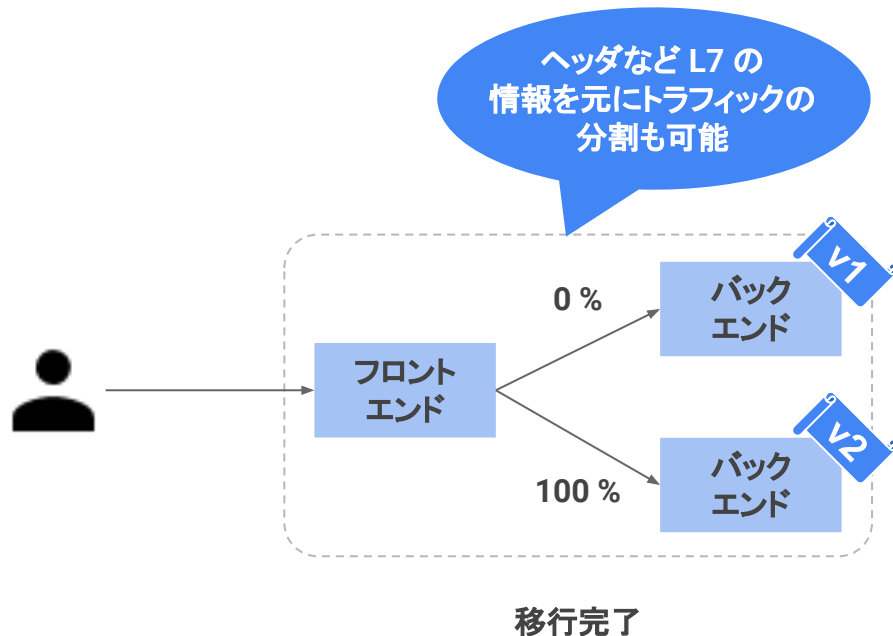 ヘッダなど L7 の
情報を元にトラフィックの
分割も可能
v1
バック
エンド
0 %
フロント
エンド
v2
バック
エンド
100 %
移行完了